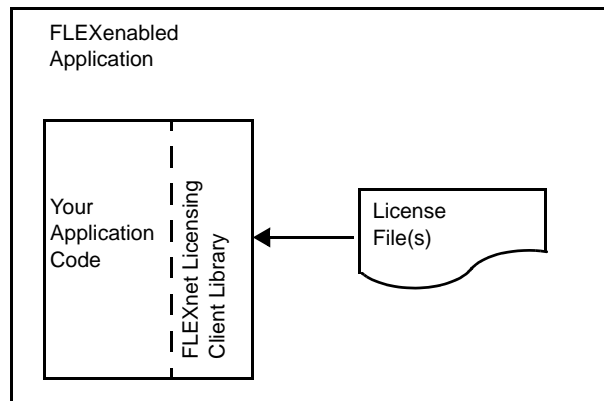 FLEXenabled
Application
Your
Application
Code
FLEXnet Licensing
Client Library
License
File(s)